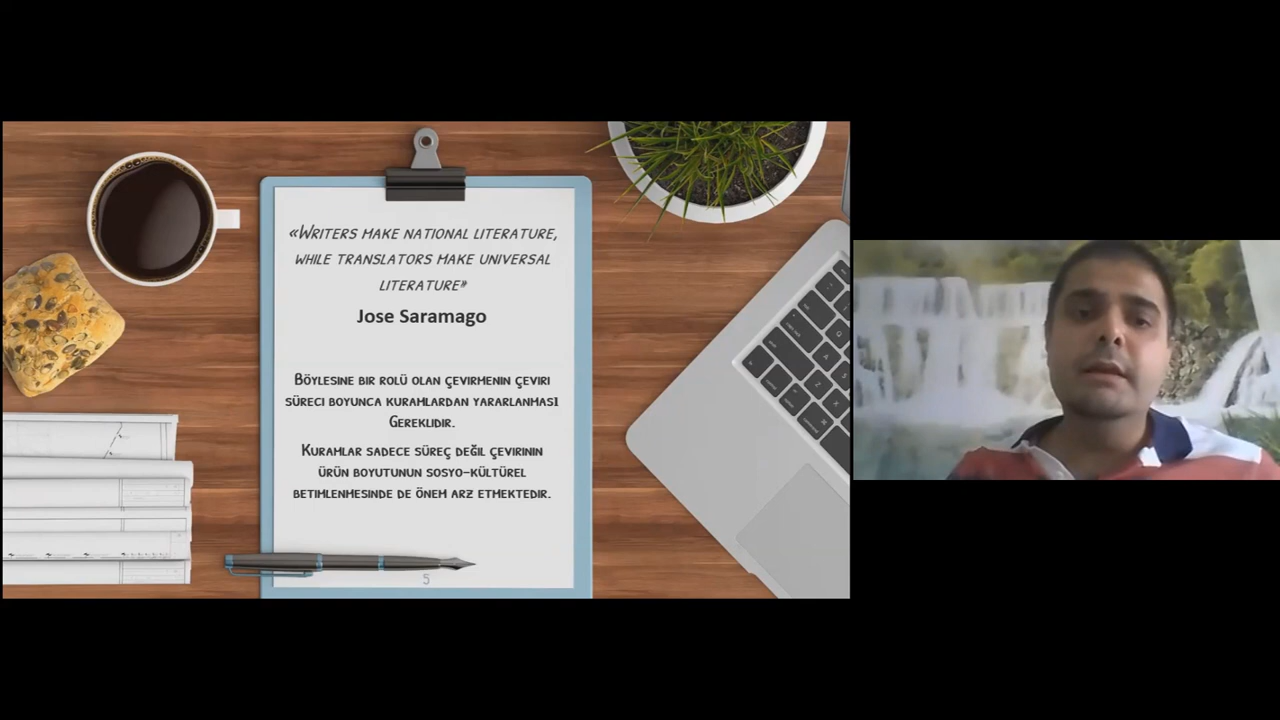 «Writers make national literature,
while translators make universal
literature»
Jose Saramago
Böylesine bir rolü olan çevirmenin çeviri
süreci boyunca kuramlardan yararlanması
Gereklidir.
Kuramlar sadece süreç değil çevirinin
ürün boyutunun sosyo-kültürel
betimlenmesinde de önem arz etmektedir.
5